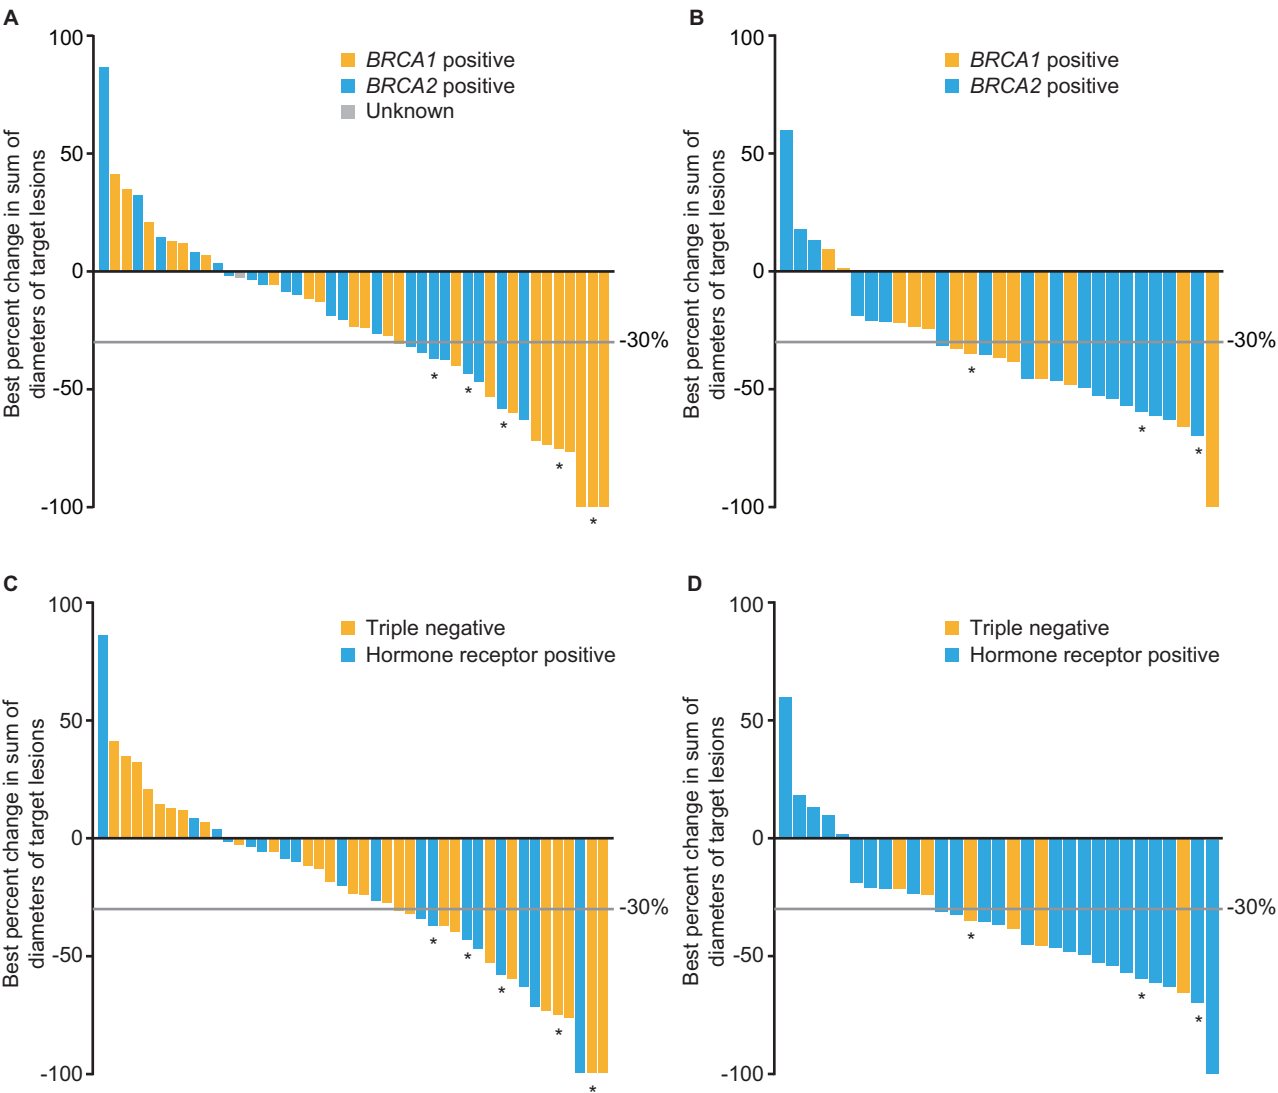 A
100
50
0
-50
-100
Best percent change in sum of
diameters of target lesions
BRCA1 positive
BRCA2 positive
Unknown
-30%
*
*
*
*
*
B
100
50
0
-50
-100
Best percent change in sum of
diameters of target lesions
BRCA1 positive
BRCA2 positive
-30%
*
*
*
C
100
50
0
-50
-100
Best percent change in sum of
diameters of target lesions
Triple negative
Hormone receptor positive
-30%
*
*
*
*
*
D
100
50
0
-50
-100
Best percent change in sum of
diameters of target lesions
Triple negative
Hormone receptor positive
-30%
*
*
*